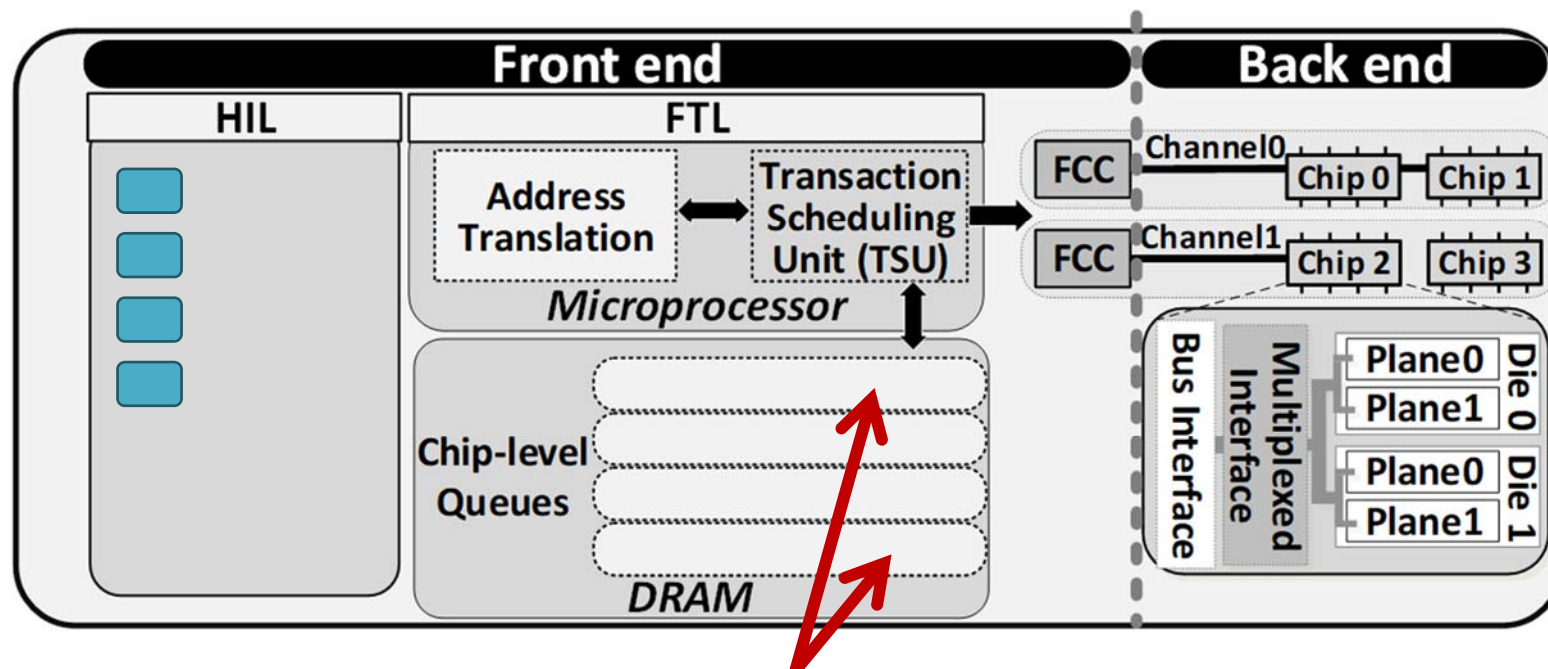 Front end
Back end
HIL
FTL
Address
Translation
Transaction
Scheduling
Unit (TSU)
Microprocessor
Chip-level
Queues
DRAM
FCC
Channel0
Chip 0
Chip 1
FCC
Channel1
Chip 2
Chip 3
Bus Interface
Multiplexed
Interface
Plane0
Plane1
Die 0
Plane0
Plane1
Die 1